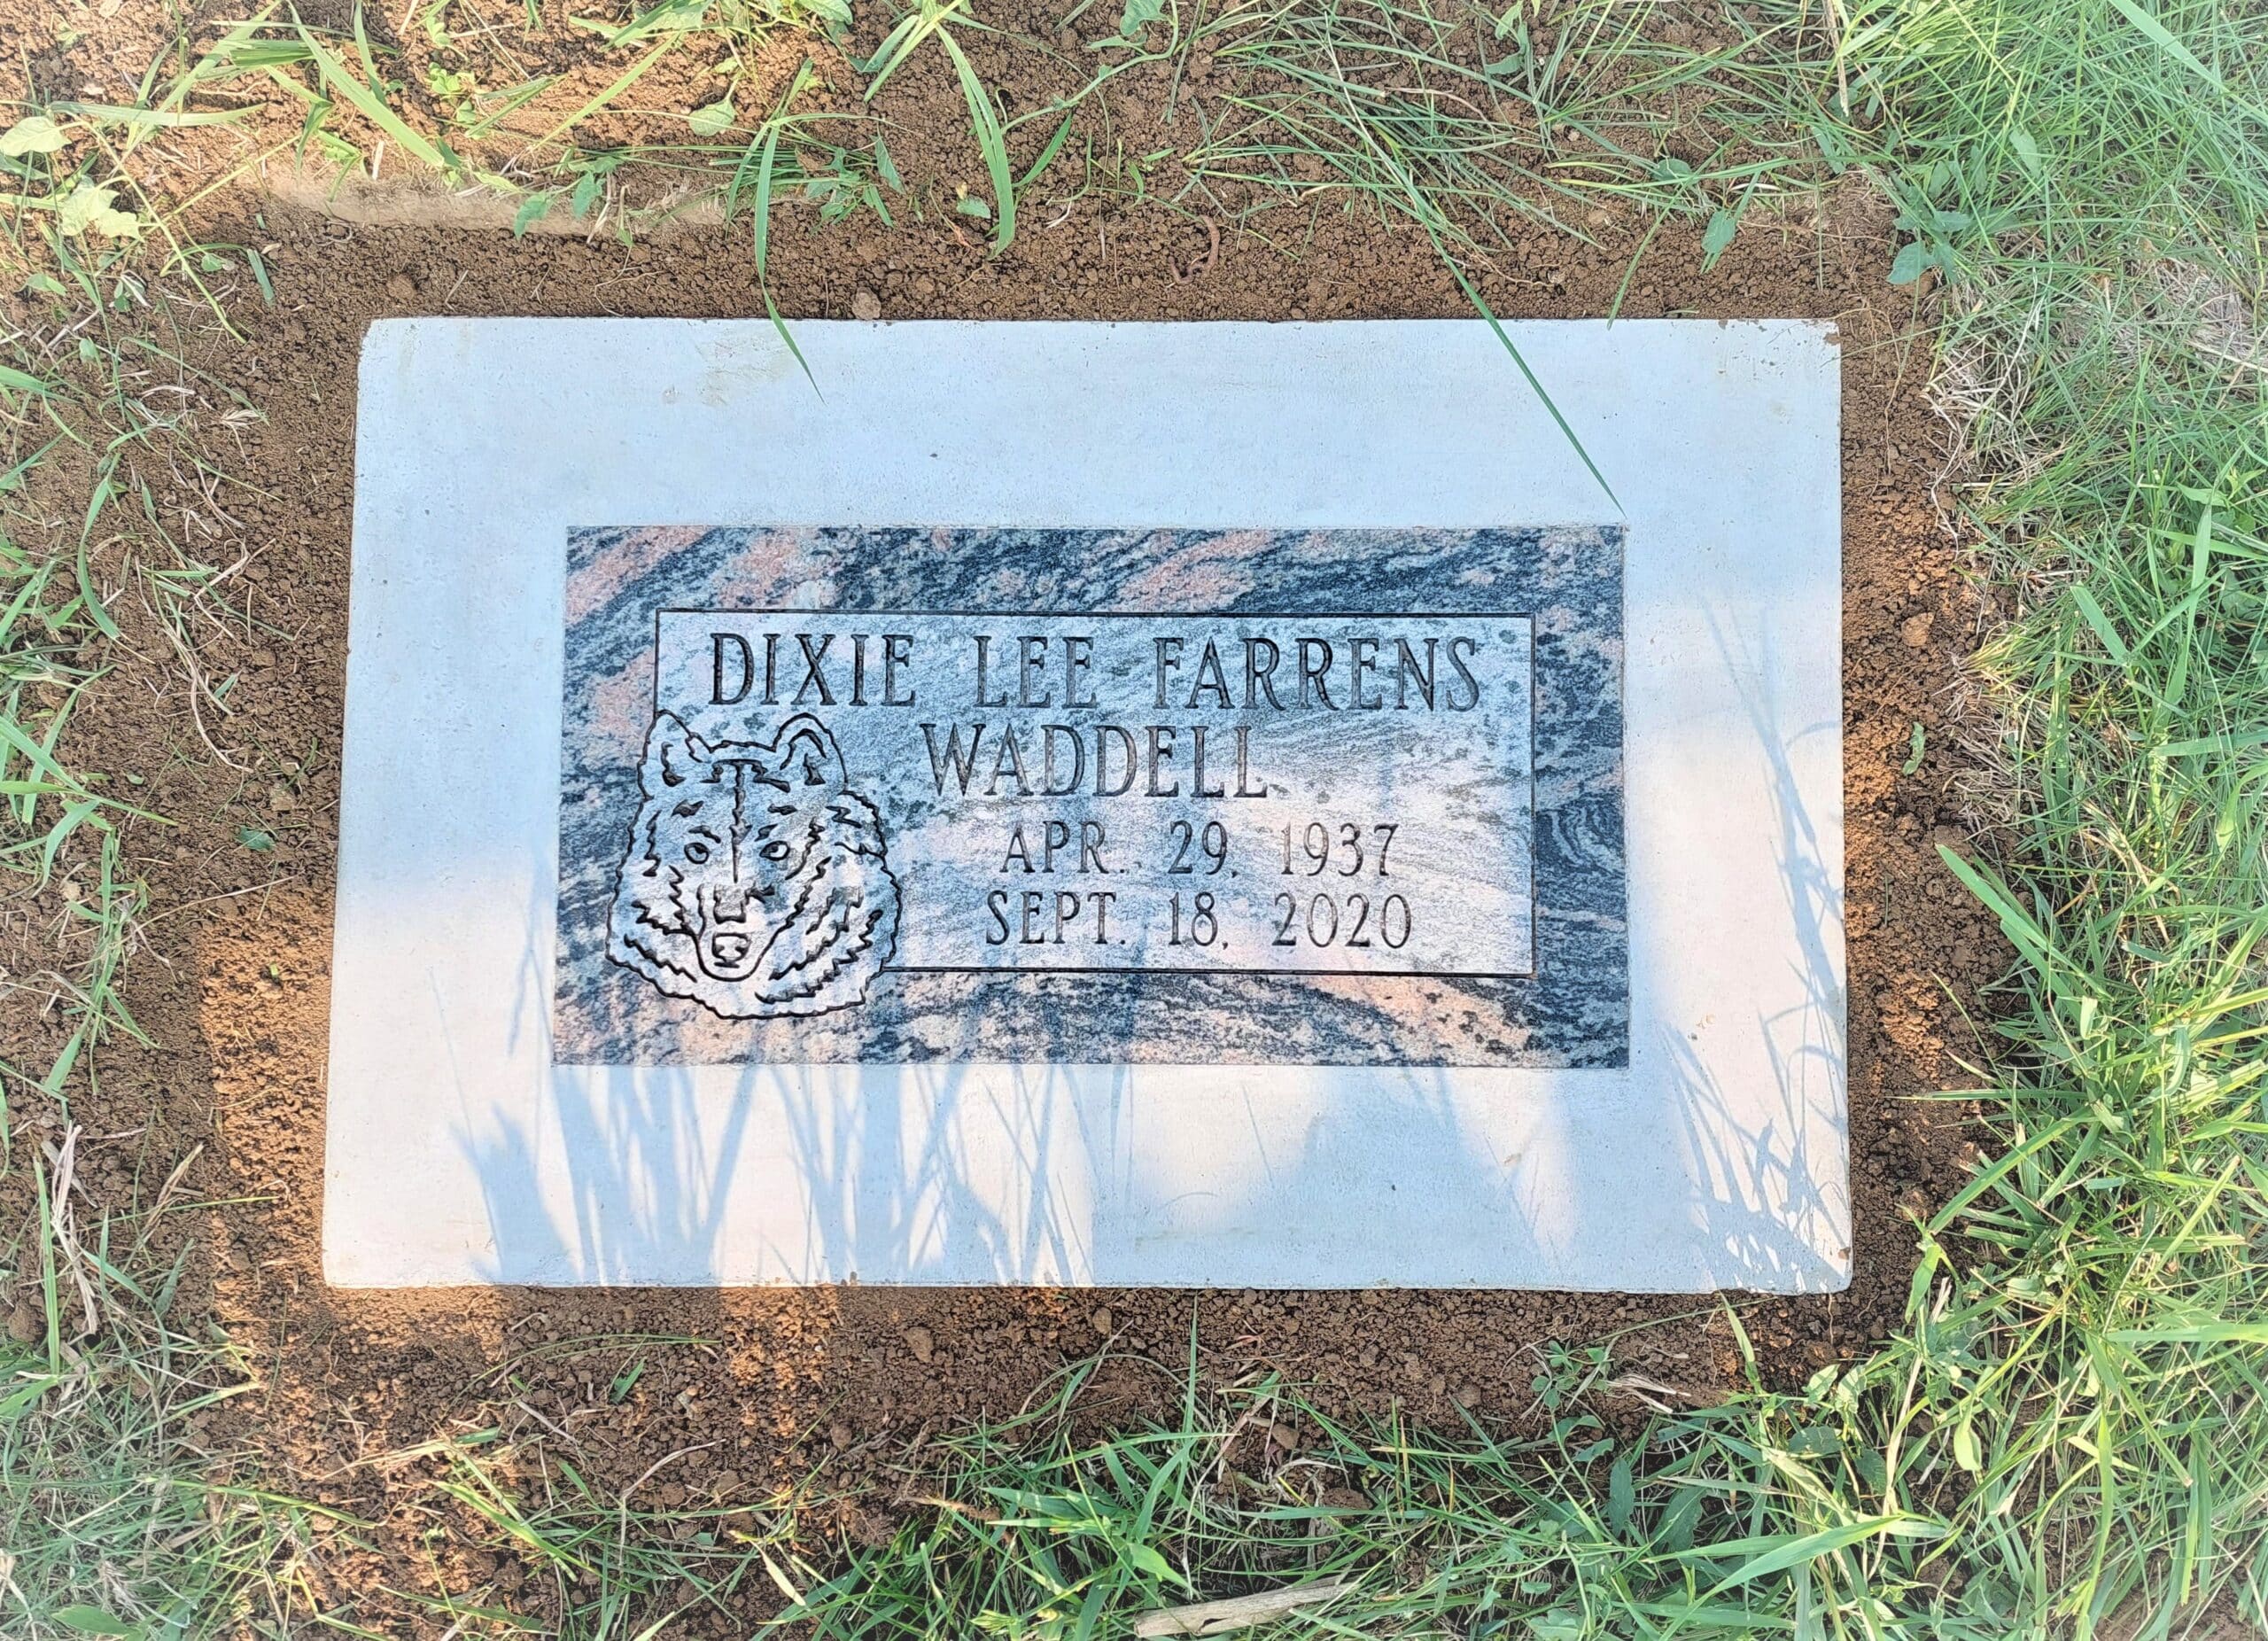 DIXIE LEE FARRENS
WADDELL
APR. 29, 1937
SEPT. 18, 2020